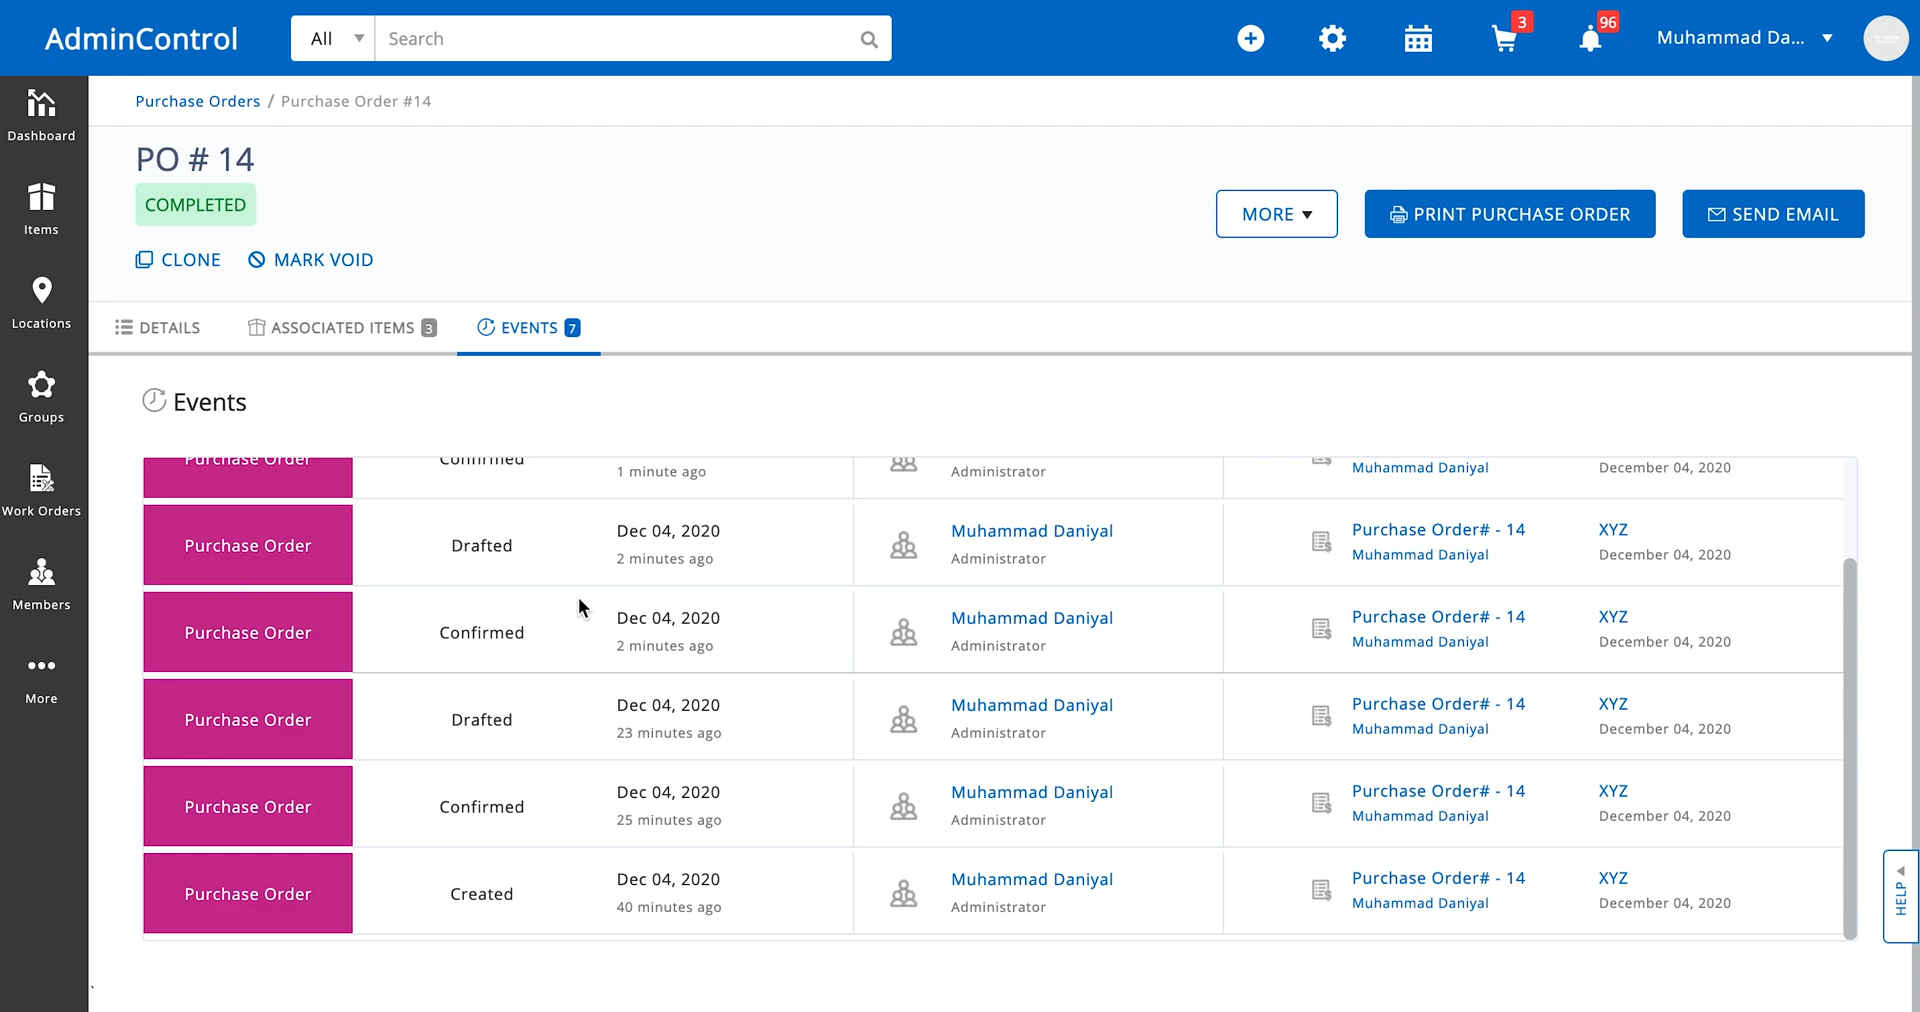 AdminControl
All
Search
3
96
Muhammad Da...
Dashboard
Items
Locations
Groups
Work Orders
Members
More
Purchase Orders / Purchase Order #14
PO # 14
COMPLETED
CLONE
MARK VOID
MORE
PRINT PURCHASE ORDER
SEND EMAIL
DETAILS
ASSOCIATED ITEMS 3
EVENTS 7
Events
Purchase Order
Confirmed
1 minute ago
Administrator
Muhammad Daniyal
December 04, 2020
Purchase Order
Drafted
Dec 04, 2020
2 minutes ago
Muhammad Daniyal
Administrator
Purchase Order# - 14
Muhammad Daniyal
XYZ
December 04, 2020
Purchase Order
Confirmed
Dec 04, 2020
2 minutes ago
Muhammad Daniyal
Administrator
Purchase Order# - 14
Muhammad Daniyal
XYZ
December 04, 2020
Purchase Order
Drafted
Dec 04, 2020
23 minutes ago
Muhammad Daniyal
Administrator
Purchase Order# - 14
Muhammad Daniyal
XYZ
December 04, 2020
Purchase Order
Confirmed
Dec 04, 2020
25 minutes ago
Muhammad Daniyal
Administrator
Purchase Order# - 14
Muhammad Daniyal
XYZ
December 04, 2020
Purchase Order
Created
Dec 04, 2020
40 minutes ago
Muhammad Daniyal
Administrator
Purchase Order# - 14
Muhammad Daniyal
XYZ
December 04, 2020
HELP